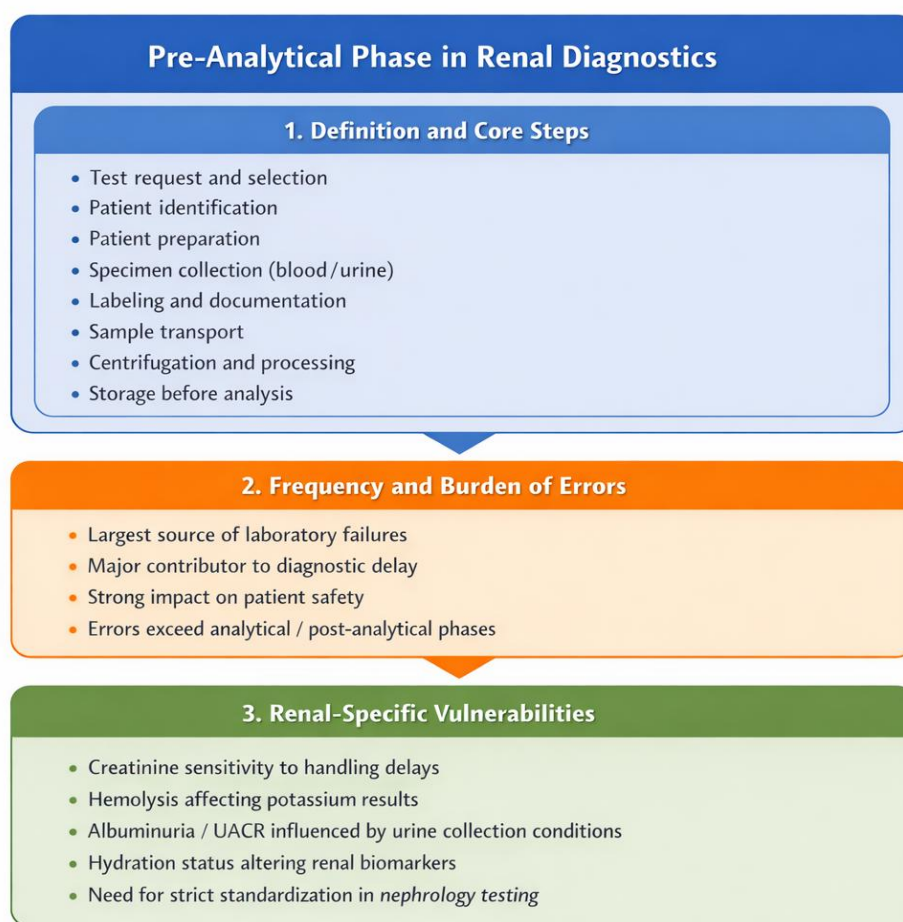 Pre-Analytical Phase in Renal Diagnostics
1. Definition and Core Steps
• Test request and selection
• Patient identification
• Patient preparation
• Specimen collection (blood/urine)
• Labeling and documentation
• Sample transport
• Centrifugation and processing
• Storage before analysis
2. Frequency and Burden of Errors
• Largest source of laboratory failures
• Major contributor to diagnostic delay
• Strong impact on patient safety
• Errors exceed analytical / post-analytical phases
3. Renal-Specific Vulnerabilities
• Creatinine sensitivity to handling delays
• Hemolysis affecting potassium results
• Albuminuria / UACR influenced by urine collection conditions
• Hydration status altering renal biomarkers
• Need for strict standardization in nephrology testing